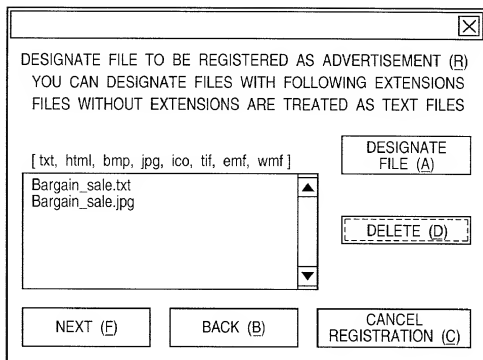 DESIGNATE FILE TO BE REGISTERED AS ADVERTISEMENT (R)
YOU CAN DESIGNATE FILES WITH FOLLOWING EXTENSIONS
FILES WITHOUT EXTENSIONS ARE TREATED AS TEXT FILES
[txt, html, bmp, jpg, ico, tif, emf, wmf]
DESIGNATE
FILE (A)
Bargain_sale.txt
Bargain_sale.jpg
DELETE (D)
NEXT (F)
BACK (B)
CANCEL
REGISTRATION (C)